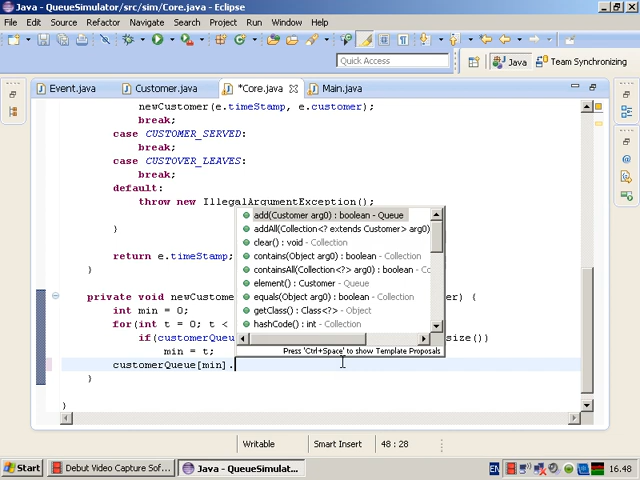 Java - QueueSimulator/src/sim/Core.java - Eclipse
File Edit Source Refactor Navigate Search Project Run Window Help
Quick Access
Java
Team Synchronizing
Event.java Customer.java *Core.java Main.java
newCustomer(e.timeStamp, e.customer);
break;
case CUSTOMER_SERVED:
break;
case CUSTOVER_LEAVES:
break;
default:
throw new IllegalArgumentException();
}
return e.timeStamp;
}
private void newCustome er) {
int min = 0;
for(int t = 0; t <
if(customerQueu size())
min = t;
customerQueue[min].
}
}
add(Customer arg0) : boolean - Queue
addAll(Collection<? extends Customer> arg0)
clear() : void - Collection
contains(Object arg0) : boolean - Collection
containsAll(Collection<?> arg0) : boolean - Co
element() : Customer - Queue
equals(Object arg0) : boolean - Collection
getClass() : Class<?> - Object
hashCode() : int - Collection
Press 'Ctrl+Space' to show Template Proposals
Writable Smart Insert 48 : 28
Start Debut Video Capture Sof... Java - QueueSimulat... EN 16.48